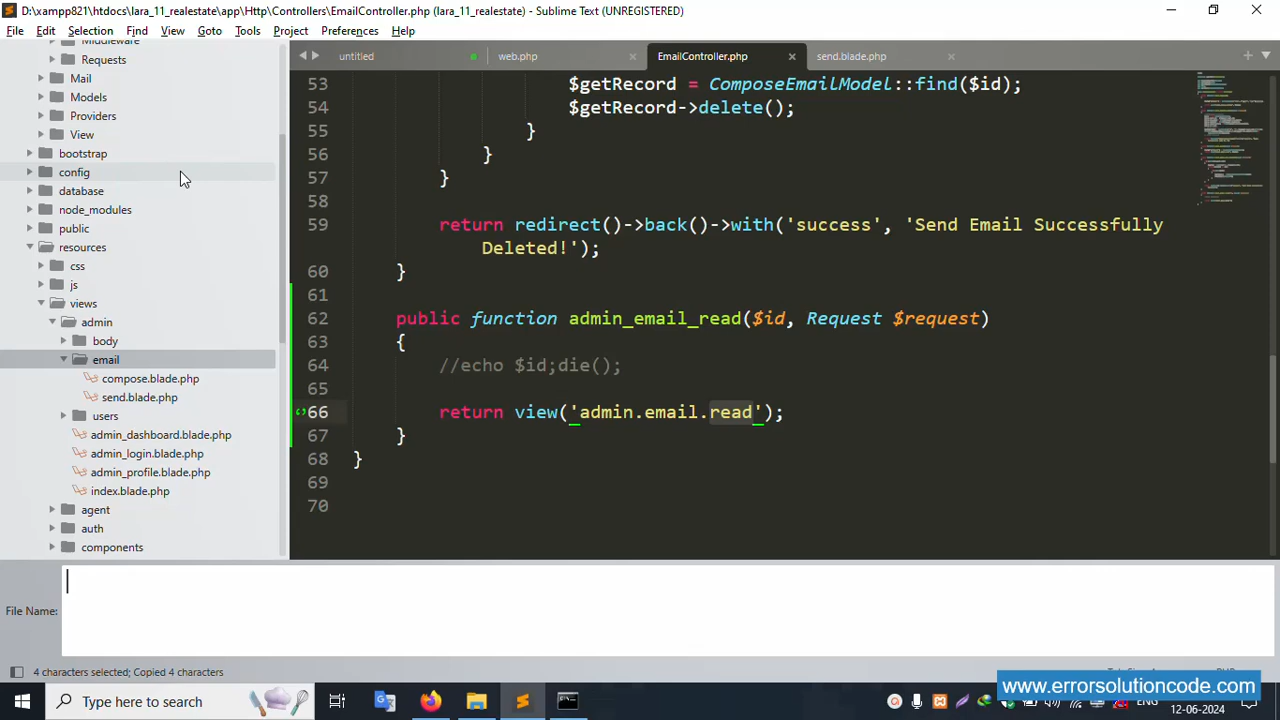 D:\xampp821\htdocs\lara_11_realestate\app\Http\Controllers\EmailController.php (lara_11_realestate) - Sublime Text (UNREGISTERED)
File Edit Selection Find View Goto Tools Project Preferences Help
untitled web.php EmailController.php send.blade.php
Middleware
Requests
Mail
Models
Providers
View
bootstrap
config
database
node_modules
public
resources
css
js
views
admin
body
email
compose.blade.php
send.blade.php
users
admin_dashboard.blade.php
admin_login.blade.php
admin_profile.blade.php
index.blade.php
agent
auth
components
53 $getRecord = ComposeEmailModel::find($id);
54 $getRecord->delete();
55 }
56 }
57 }
58
59 return redirect()->back()->with('success', 'Send Email Successfully
Deleted!');
60 }
61
62 public function admin_email_read($id, Request $request)
63 {
64 //echo $id;die();
65
66 return view('admin.email.read');
67 }
68 }
69
70
File Name:
4 characters selected; Copied 4 characters
Type here to search
ENG
www.errorsolutioncode.com
12-06-2024